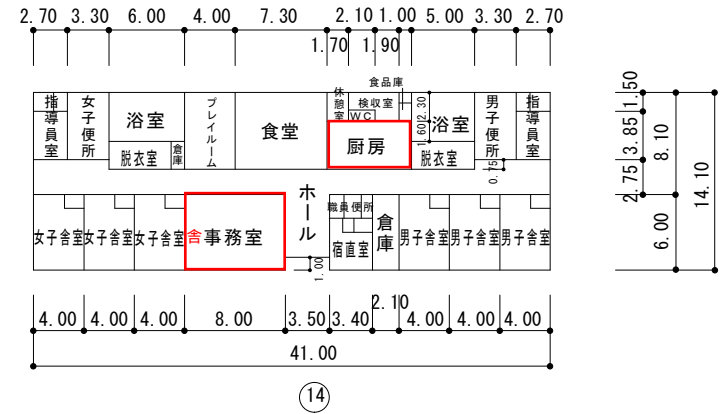 2.70 3.30 6.00 4.00 7.30 2.10 1.00 5.00 3.30 2.70
1.70 1.90
食品庫
指導員室
女子便所
浴室
脱衣室
倉庫
プレイルーム
食堂
休憩室
検収室
WC
厨房
2.30
1.60
浴室
脱衣室
男子便所
0.75
指導員室
ホール
女子舎室
女子舎室
女子舎室
舎事務室
1.00
職員便所
宿直室
倉庫
男子舎室
男子舎室
男子舎室
1.50
3.85
2.75
8.10
6.00
14.10
2.10
4.00 4.00 4.00 8.00 3.50 3.40 4.00 4.00 4.00
41.00
14